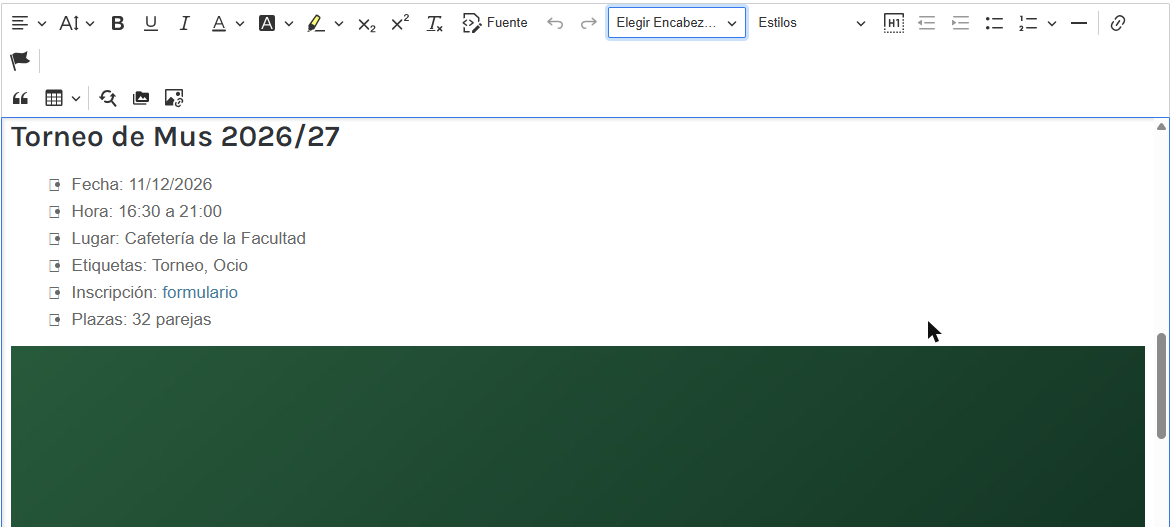 Fuente
Elegir Encabez...
Estilos
H1
Torneo de Mus 2026/27
Fecha: 11/12/2026
Hora: 16:30 a 21:00
Lugar: Cafetería de la Facultad
Etiquetas: Torneo, Ocio
Inscripción: formulario
Plazas: 32 parejas